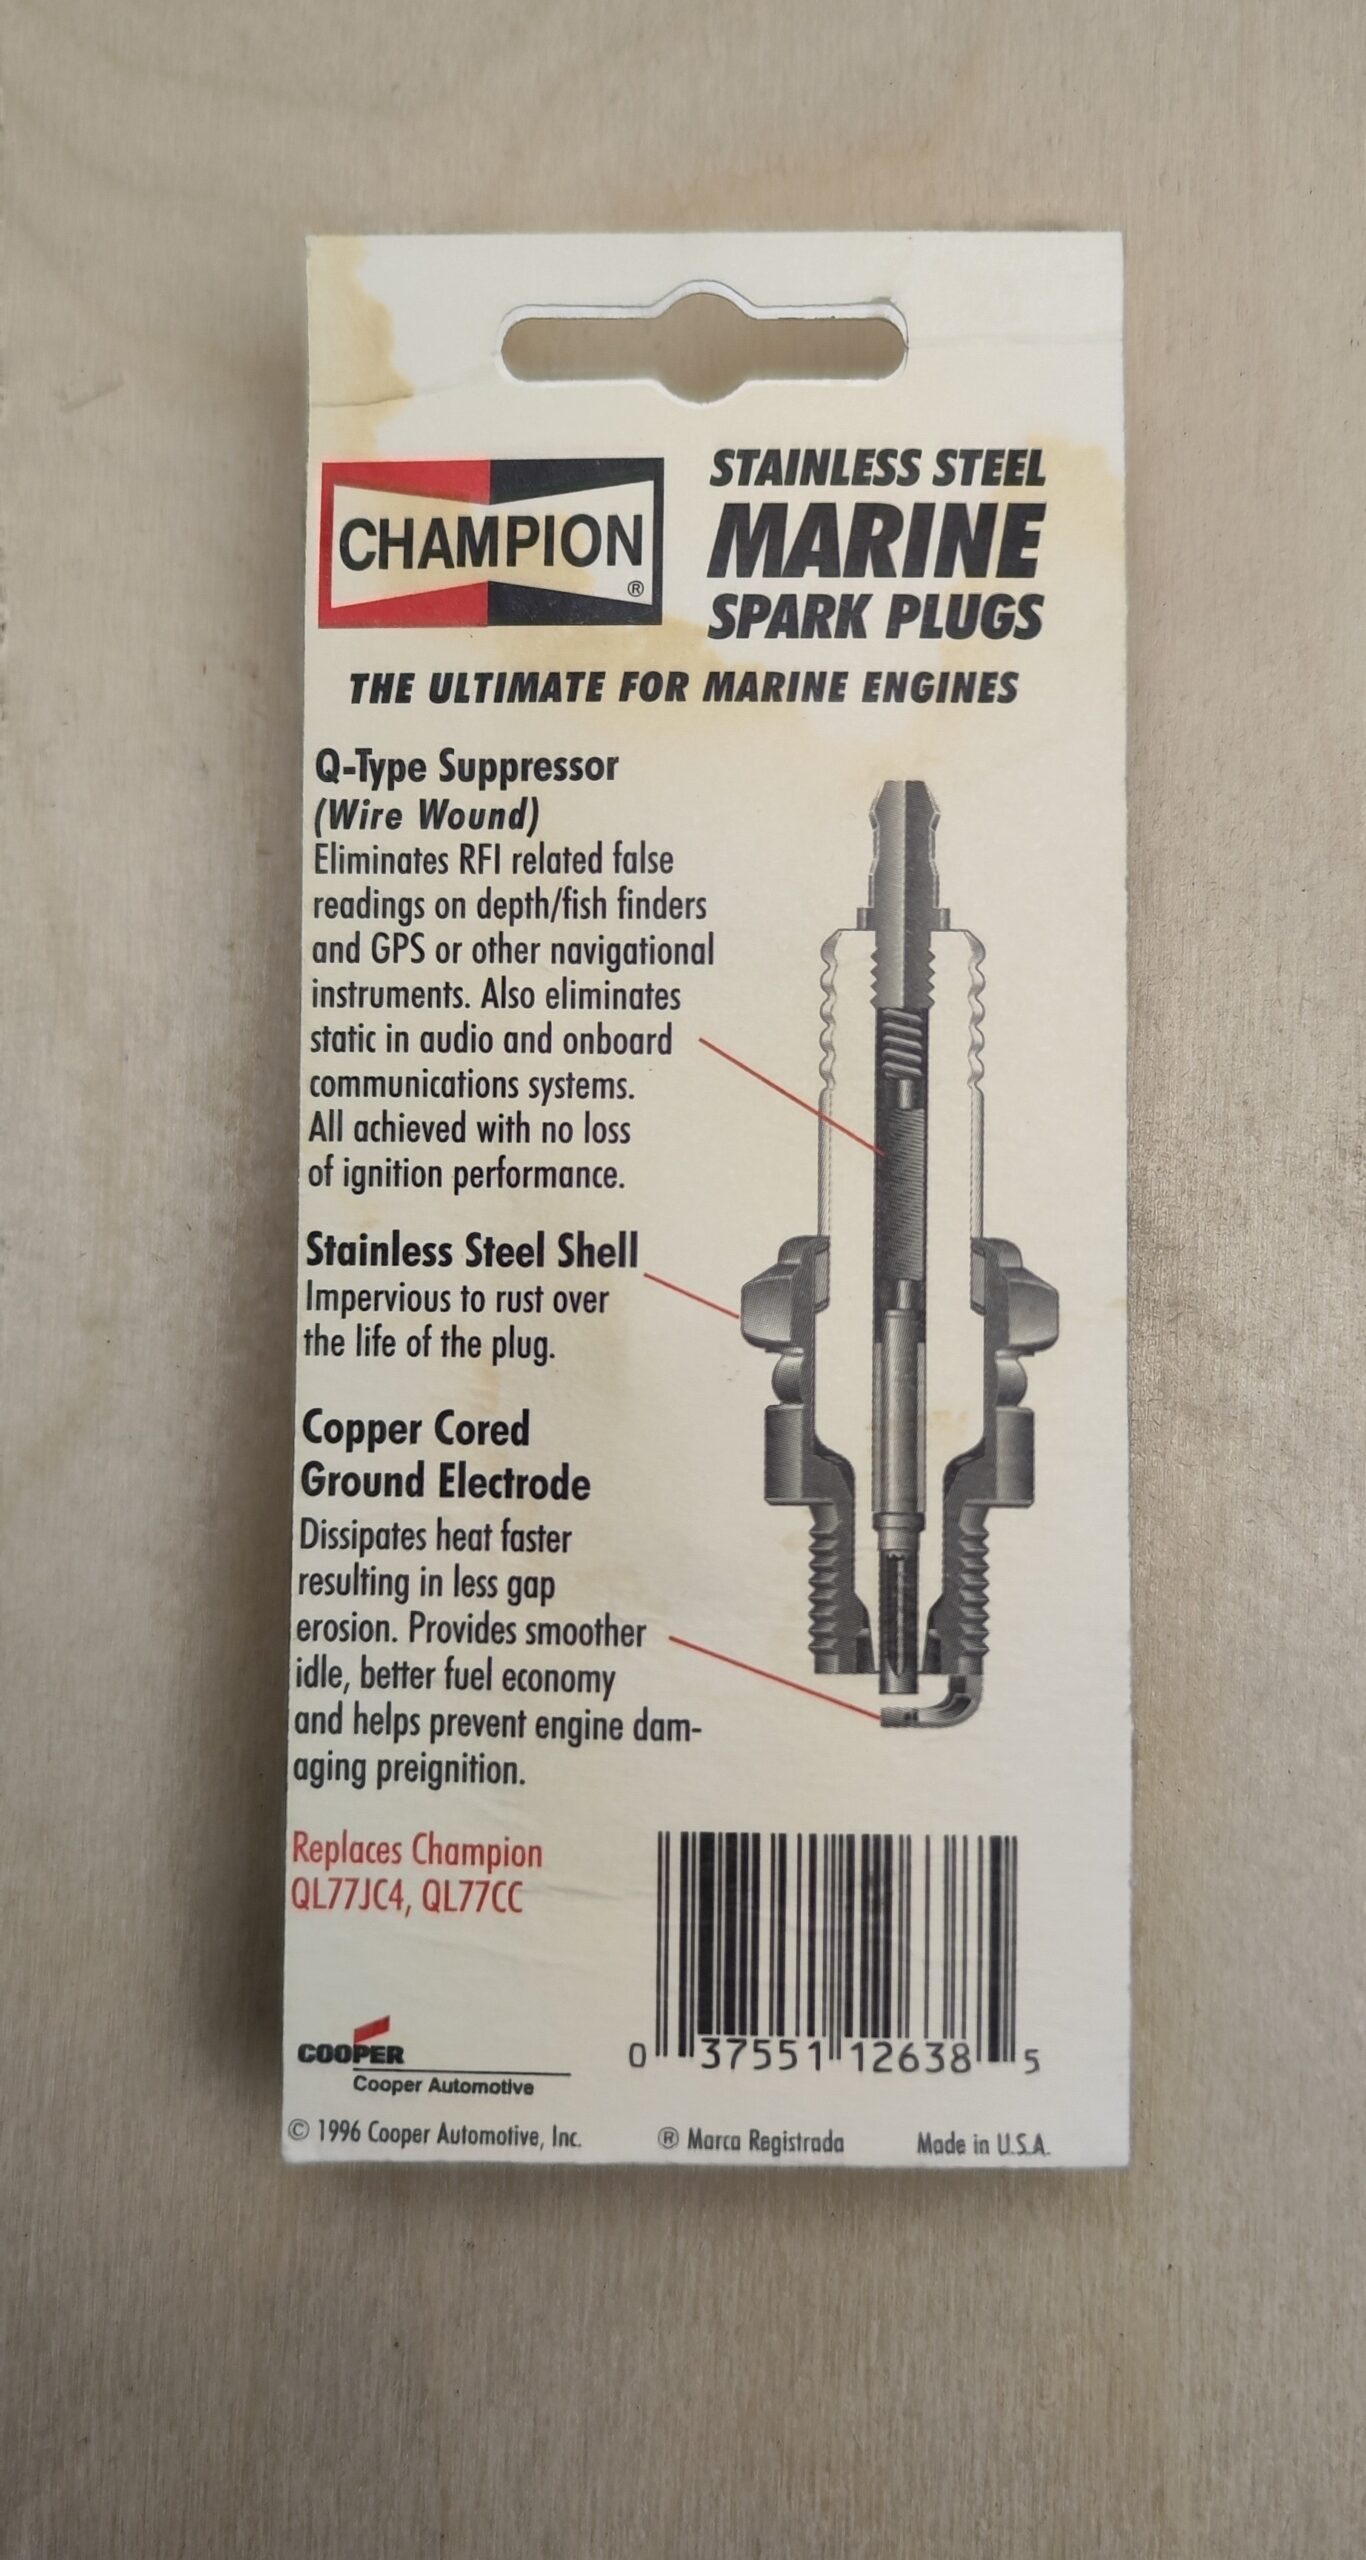 CHAMPION ®
STAINLESS STEEL
MARINE
SPARK PLUGS
THE ULTIMATE FOR MARINE ENGINES
Q-Type Suppressor
(Wire Wound)
Eliminates RFI related false
readings on depth/fish finders
and GPS or other navigational
instruments. Also eliminates
static in audio and onboard
communications systems.
All achieved with no loss
of ignition performance.
Stainless Steel Shell
Impervious to rust over
the life of the plug.
Copper Cored
Ground Electrode
Dissipates heat faster
resulting in less gap
erosion. Provides smoother
idle, better fuel economy
and helps prevent engine dam-
aging preignition.
Replaces Champion
QL77JC4, QL77CC
COOPER
Cooper Automotive
0 37551 12638 5
© 1996 Cooper Automotive, Inc. ® Marca Registrada Made in U.S.A.